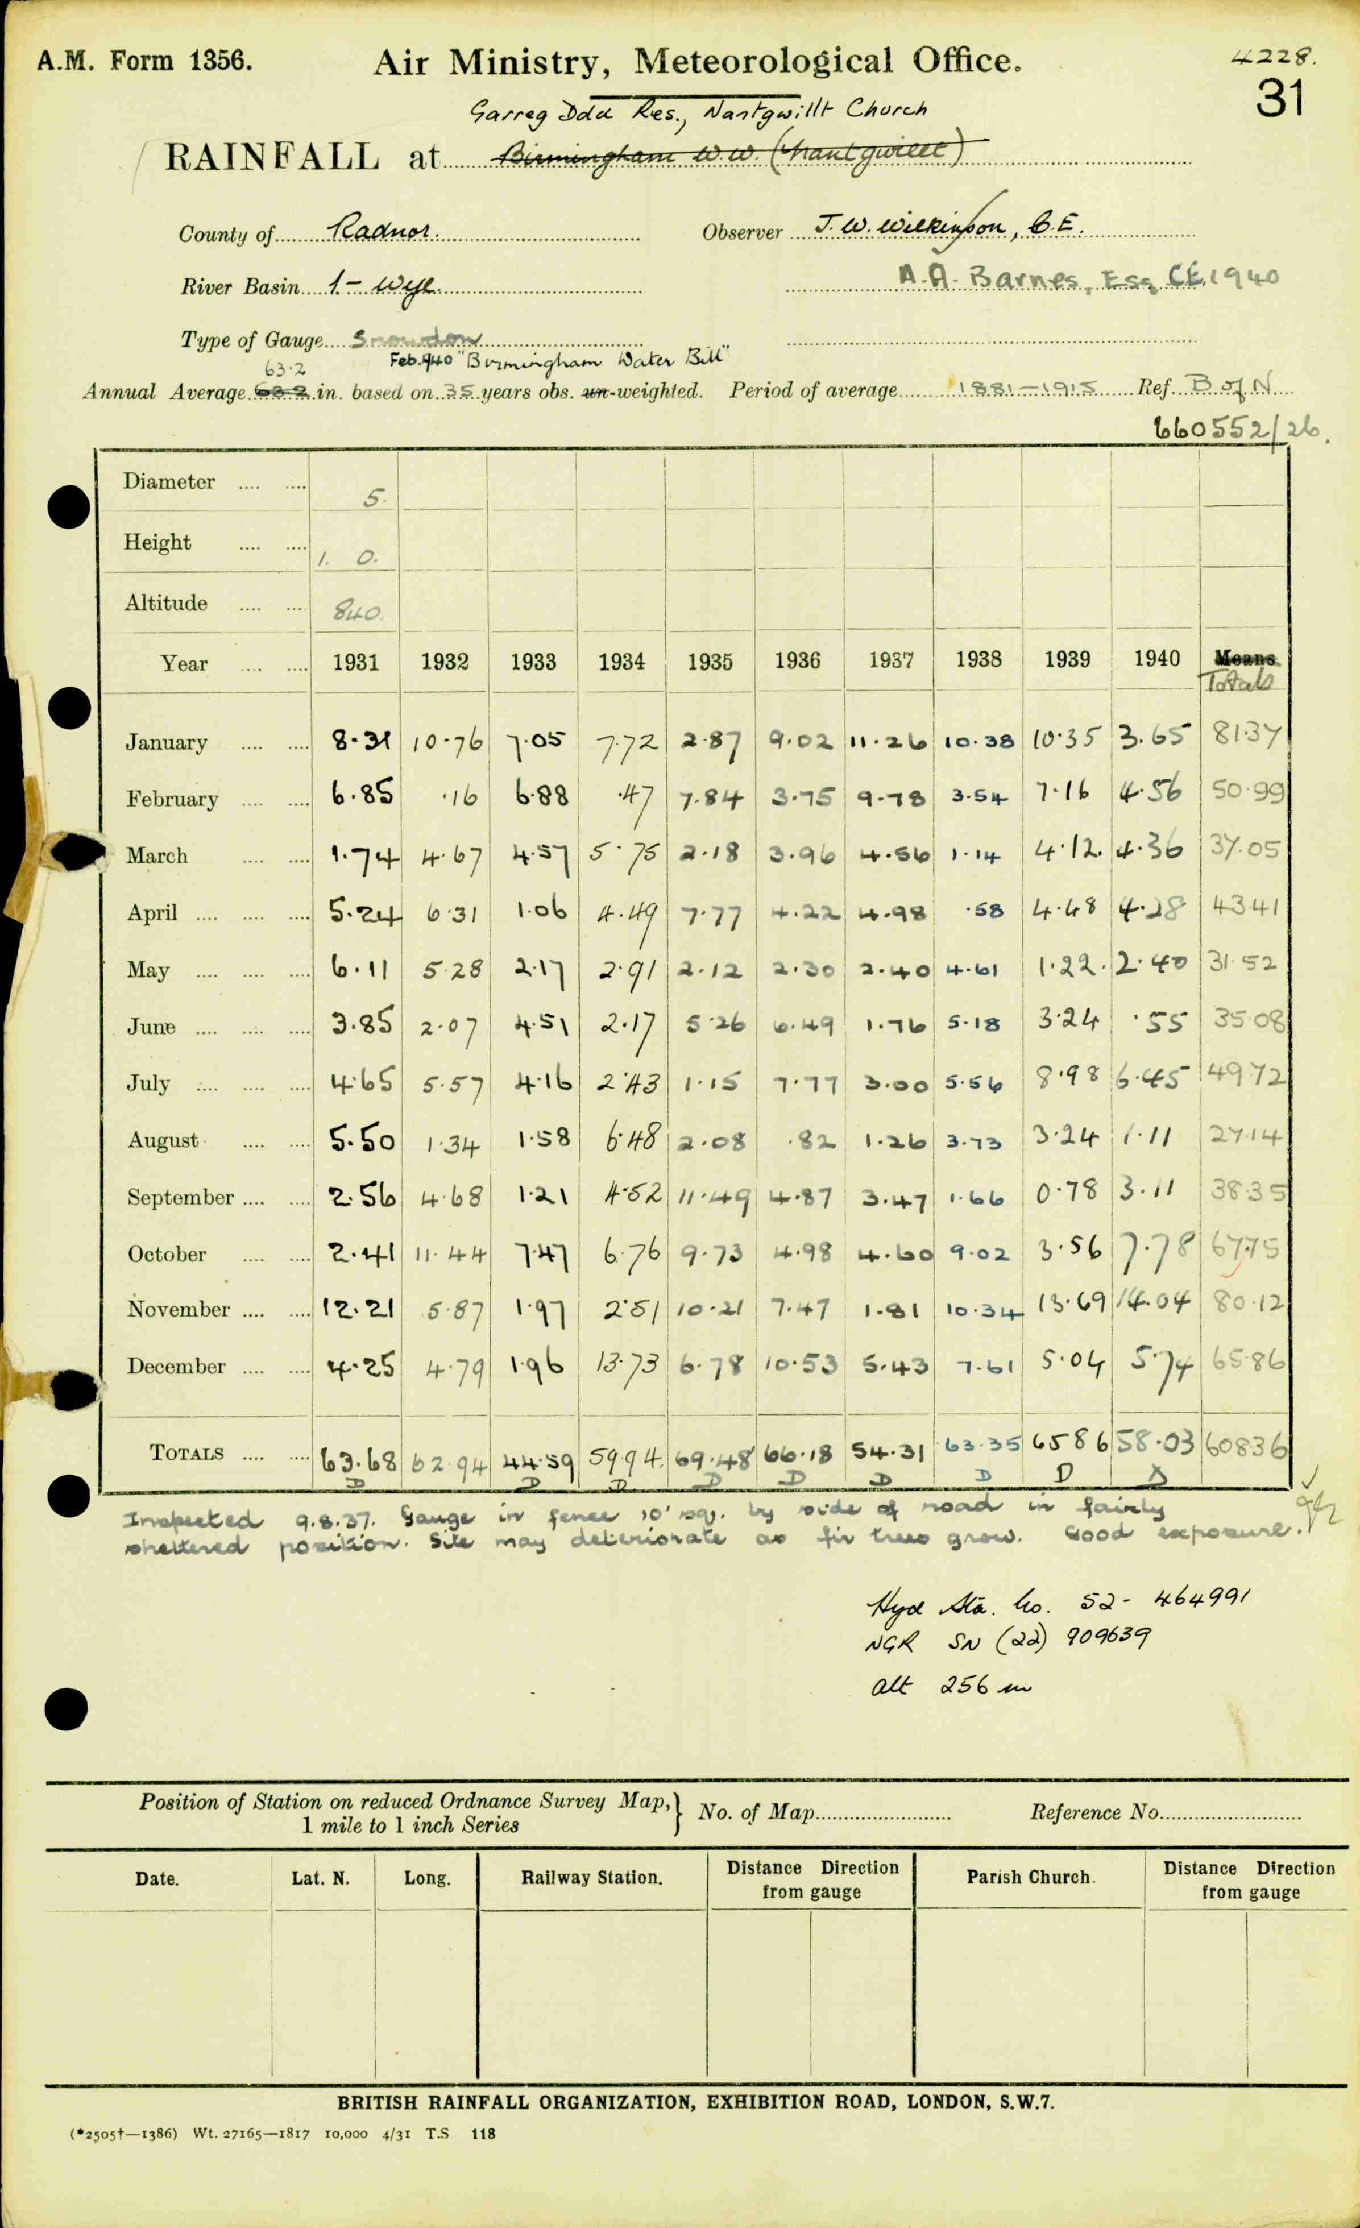 A.M. Form 1356. Air Ministry, Meteorological Office. 4228.
31
Garreg Ddu Res., Nantgwillt Church
RAINFALL at Birmingham W.W. (Nantgwillt)
County of Radnor. Observer J.W. Wilkinson, C.E.
River Basin 1 - Wye. A.A. Barnes, Esq C.E. 1940
Type of Gauge Snowdon
63.2 Feb. 1940 "Birmingham Water Bill"
Annual Average 63.2 in. based on 35 years obs. un-weighted. Period of average 1881-1915 Ref. B of N
660552/26.
Diameter 5.
Height 1. 0.
Altitude 840.
Year 1931 1932 1933 1934 1935 1936 1937 1938 1939 1940 Means
Totals
January 8.31 10.76 7.05 7.72 2.87 9.02 11.26 10.38 10.35 3.65 81.37
February 6.85 .16 6.88 .47 7.84 3.75 9.78 3.54 7.16 4.56 50.99
March 1.74 4.67 4.57 5.75 2.18 3.96 4.56 1.14 4.12. 4.36 37.05
April 5.24 6.31 1.06 4.49 7.77 4.22 4.98 .58 4.48 4.28 43.41
May 6.11 5.28 2.17 2.91 2.12 2.30 2.40 4.61 1.22. 2.40 31.52
June 3.85 2.07 4.51 2.17 5.26 6.49 1.76 5.18 3.24 .55 35.08
July 4.65 5.57 4.16 2.43 1.15 7.77 3.00 5.56 8.98 6.45 49.72
August 5.50 1.34 1.58 6.48 2.08 .82 1.26 3.73 3.24 1.11 27.14
September 2.56 4.68 1.21 4.52 11.49 4.87 3.47 1.66 0.78 3.11 38.35
October 2.41 11.44 7.47 6.76 9.73 4.98 4.60 9.02 3.56 7.78 67.75
November 12.21 5.87 1.97 2.51 10.21 7.47 1.81 10.34 13.69 14.04 80.12
December 4.25 4.79 1.96 13.73 6.78 10.53 5.43 7.61 5.04 5.74 65.86
TOTALS 63.68 62.94 44.59 59.94. 69.48 66.18 54.31 63.35 65.86 58.03 608.36
D D D D D D D D D
Inspected 9.8.37. Gauge in fence 10' sq. by side of road in fairly
sheltered position. Site may deteriorate as fir trees grow. Good exposure.
Hyd Sta. No. 52 - 464991
NGR SN (22) 909639
alt 256 m
Position of Station on reduced Ordnance Survey Map,} No. of Map Reference No.
1 mile to 1 inch Series
Date. Lat. N. Long. Railway Station. Distance Direction from gauge Parish Church. Distance Direction from gauge
BRITISH RAINFALL ORGANIZATION, EXHIBITION ROAD, LONDON, S.W.7.
(*2505†—1386) Wt. 27165—1817 10,000 4/31 T.S 118